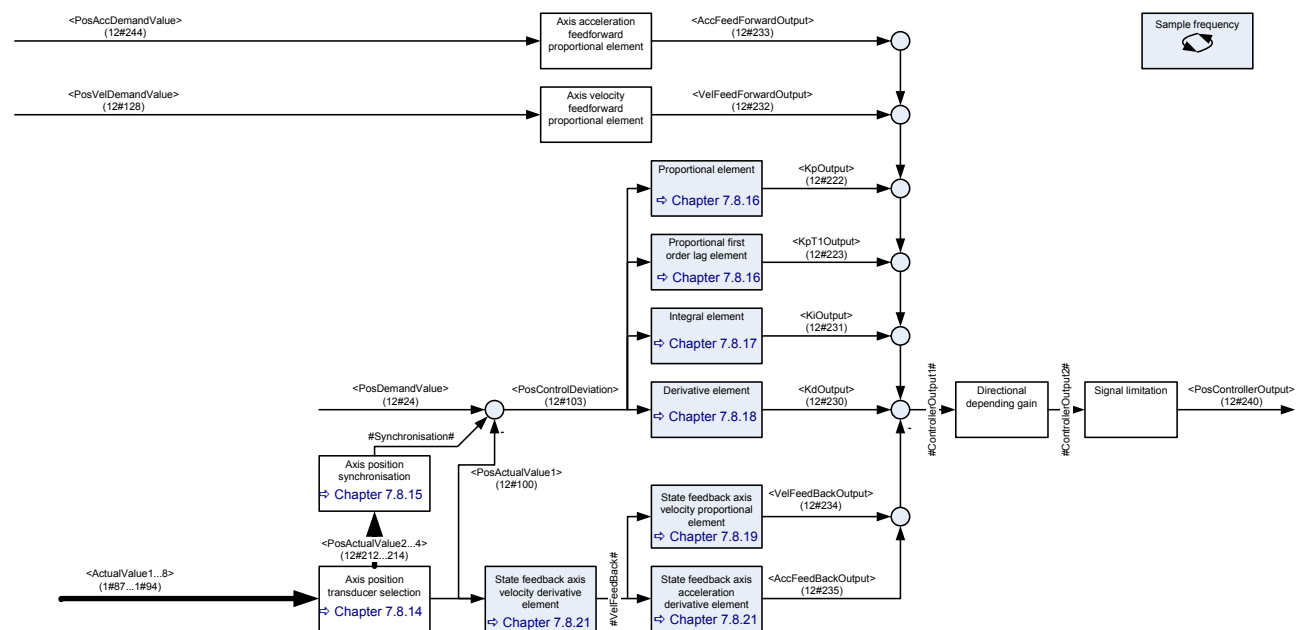 <PosAccDemandValue>
(12#244)
Axis acceleration
feedforward
proportional element
<AccFeedForwardOutput>
(12#233)
Sample frequency
<PosVelDemandValue>
(12#128)
Axis velocity
feedforward
proportional element
<VelFeedForwardOutput>
(12#232)
Proportional element
⇨ Chapter 7.8.16
<KpOutput>
(12#222)
Proportional first
order lag element
⇨ Chapter 7.8.16
<KpT1Output>
(12#223)
Integral element
⇨ Chapter 7.8.17
<KiOutput>
(12#231)
<PosDemandValue>
(12#24)
<PosControlDeviation>
(12#103)
Derivative element
⇨ Chapter 7.8.18
<KdOutput>
(12#230)
-
#ControllerOutput1#
Directional
depending gain
#ControllerOutput2#
Signal limitation
<PosControllerOutput>
(12#240)
#Synchronisation#
-
Axis position
synchronisation
⇨ Chapter 7.8.15
<PosActualValue1>
(12#100)
State feedback axis
velocity proportional
element
⇨ Chapter 7.8.19
<VelFeedBackOutput>
(12#234)
<PosActualValue2...4>
(12#212...214)
<ActualValue1...8>
(1#87...1#94)
Axis position
transducer selection
⇨ Chapter 7.8.14
State feedback axis
velocity derivative
element
⇨ Chapter 7.8.21
#VelFeedBack#
State feedback axis
acceleration
derivative element
⇨ Chapter 7.8.21
<AccFeedBackOutput>
(12#235)